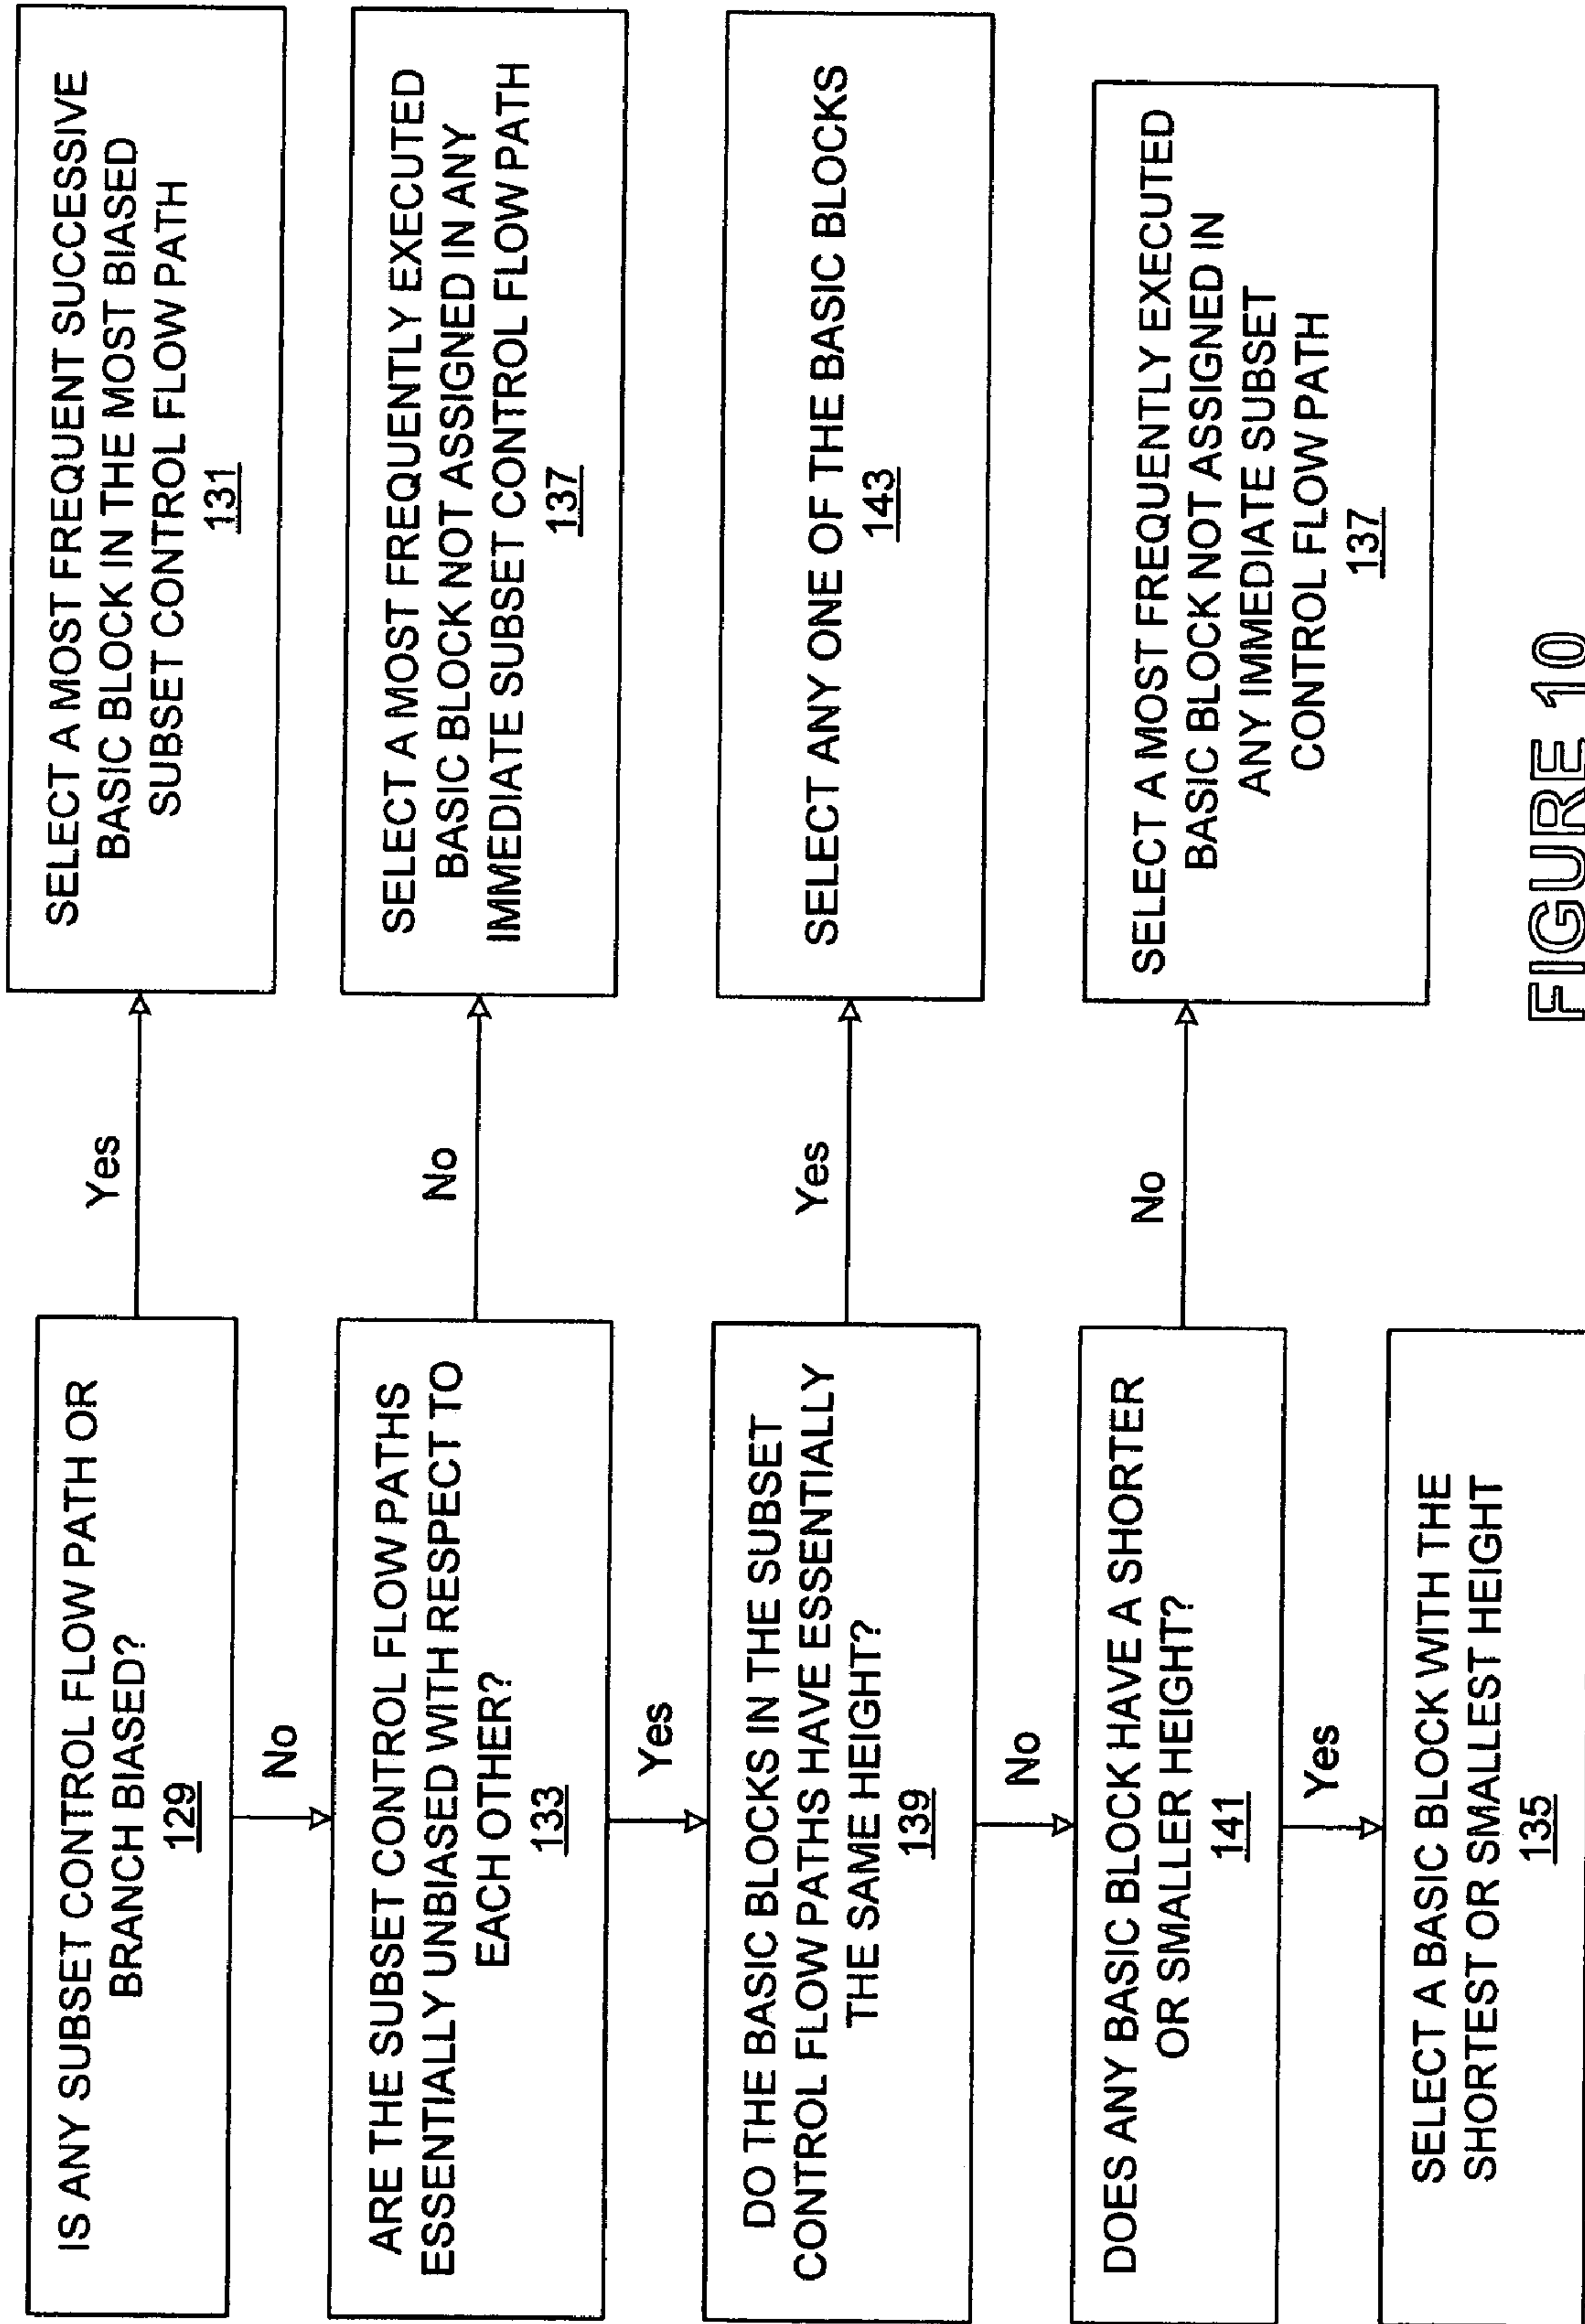 IS ANY SUBSET CONTROL FLOW PATH OR
BRANCH BIASED?
129
Yes
SELECT A MOST FREQUENT SUCCESSIVE
BASIC BLOCK IN THE MOST BIASED
SUBSET CONTROL FLOW PATH
131
No
ARE THE SUBSET CONTROL FLOW PATHS
ESSENTIALLY UNBIASED WITH RESPECT TO
EACH OTHER?
133
No
SELECT A MOST FREQUENTLY EXECUTED
BASIC BLOCK NOT ASSIGNED IN ANY
IMMEDIATE SUBSET CONTROL FLOW PATH
137
Yes
DO THE BASIC BLOCKS IN THE SUBSET
CONTROL FLOW PATHS HAVE ESSENTIALLY
THE SAME HEIGHT?
139
Yes
SELECT ANY ONE OF THE BASIC BLOCKS
143
No
DOES ANY BASIC BLOCK HAVE A SHORTER
OR SMALLER HEIGHT?
141
No
SELECT A MOST FREQUENTLY EXECUTED
BASIC BLOCK NOT ASSIGNED IN
ANY IMMEDIATE SUBSET
CONTROL FLOW PATH
137
Yes
SELECT A BASIC BLOCK WITH THE
SHORTEST OR SMALLEST HEIGHT
135
FIGURE 10